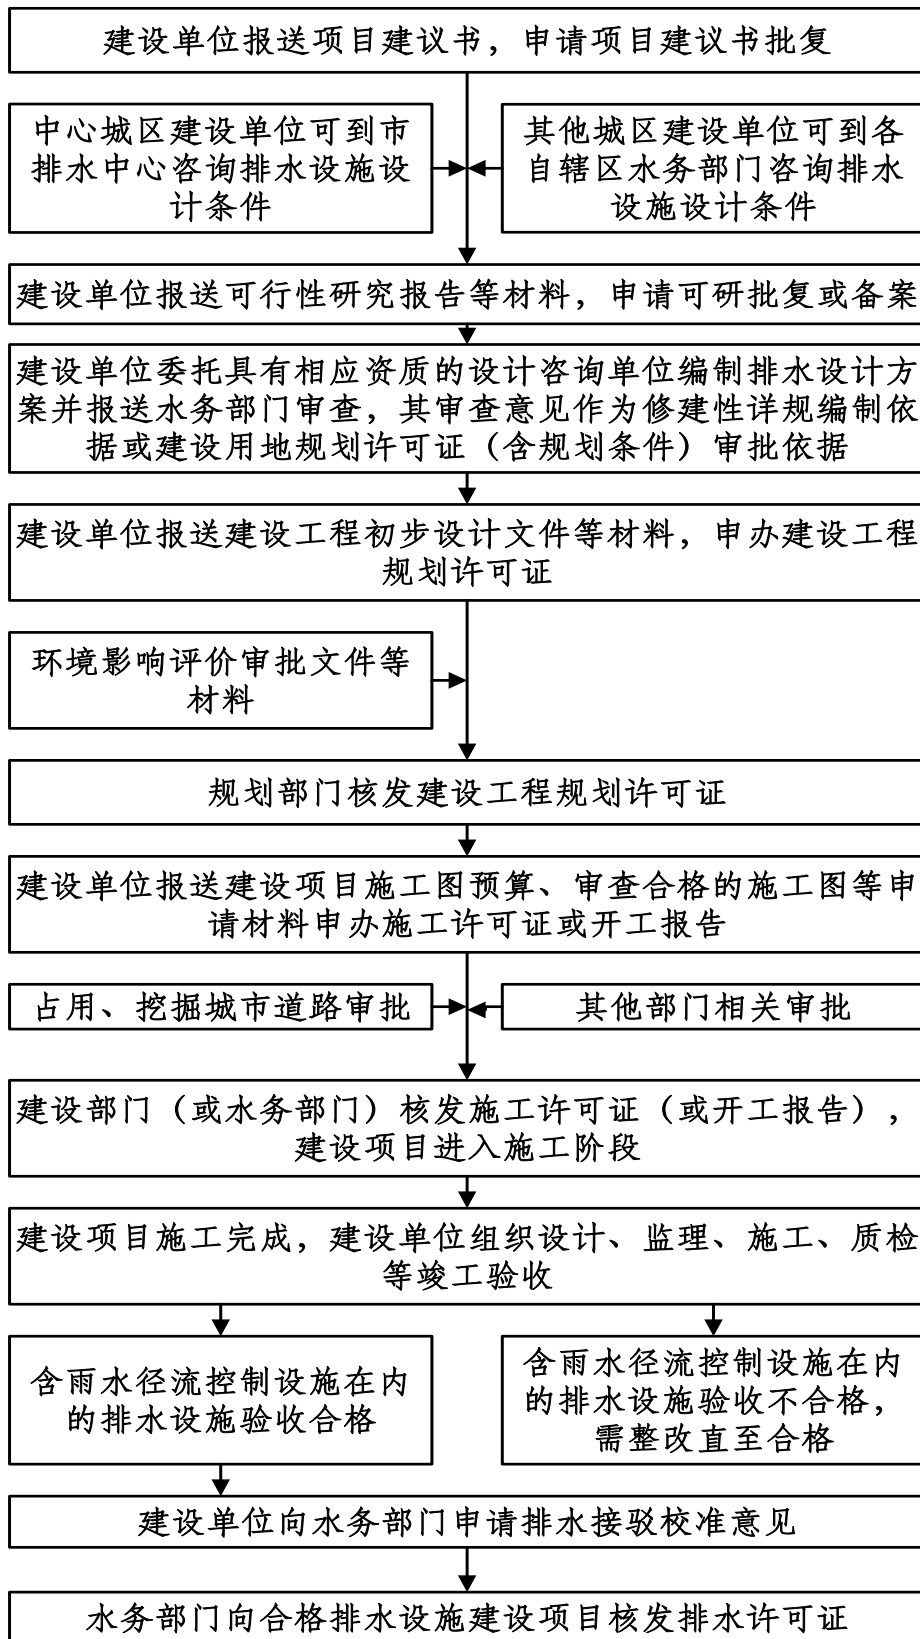 建设单位报送项目建议书，申请项目建议书批复
中心城区建设单位可到市
排水中心咨询排水设施设
计条件
其他城区建设单位可到各
自辖区水务部门咨询排水
设施设计条件
建设单位报送可行性研究报告等材料，申请可研批复或备案
建设单位委托具有相应资质的设计咨询单位编制排水设计方
案并报送水务部门审查，其审查意见作为修建性详规编制依
据或建设用地规划许可证（含规划条件）审批依据
建设单位报送建设工程初步设计文件等材料，申办建设工程
规划许可证
环境影响评价审批文件等
材料
规划部门核发建设工程规划许可证
建设单位报送建设项目施工图预算、审查合格的施工图等申
请材料申办施工许可证或开工报告
占用、挖掘城市道路审批
其他部门相关审批
建设部门（或水务部门）核发施工许可证（或开工报告），
建设项目进入施工阶段
建设项目施工完成，建设单位组织设计、监理、施工、质检
等竣工验收
含雨水径流控制设施在内
的排水设施验收合格
含雨水径流控制设施在内
的排水设施验收不合格，
需整改直至合格
建设单位向水务部门申请排水接驳校准意见
水务部门向合格排水设施建设项目核发排水许可证